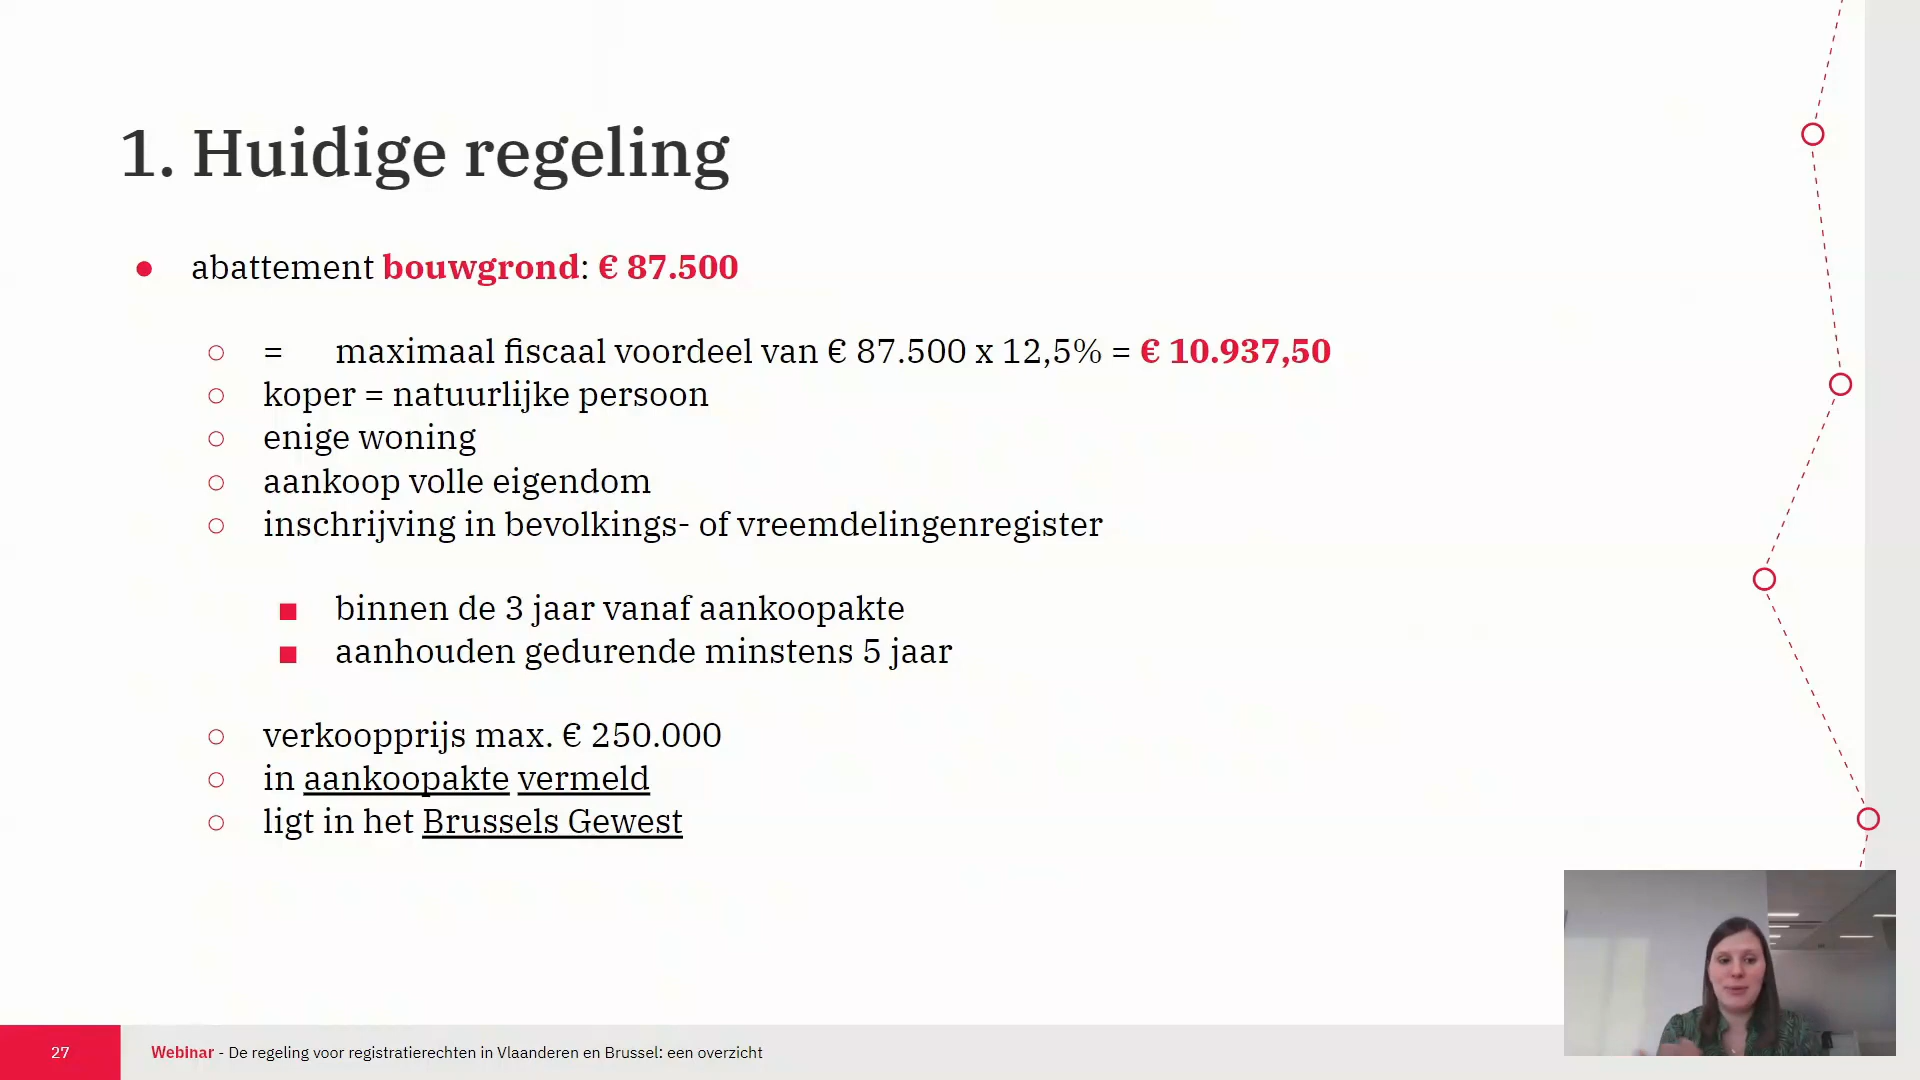 1. Huidige regeling
● abattement bouwgrond: € 87.500
○ = maximaal fiscaal voordeel van € 87.500 x 12,5% = € 10.937,50
○ koper = natuurlijke persoon
○ enige woning
○ aankoop volle eigendom
○ inschrijving in bevolkings- of vreemdelingenregister
■ binnen de 3 jaar vanaf aankoopakte
■ aanhouden gedurende minstens 5 jaar
○ verkoopprijs max. € 250.000
○ in aankoopakte vermeld
○ ligt in het Brussels Gewest
27 Webinar - De regeling voor registratierechten in Vlaanderen en Brussel: een overzicht